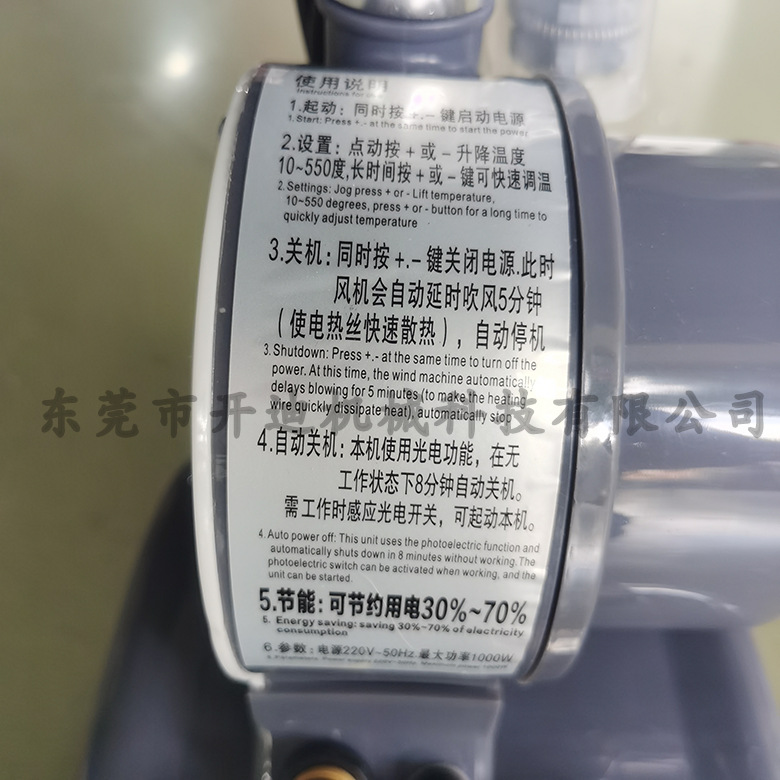 使用说明
Instructions for use
1.起动：同时按+.-键启动电源
1. Start: Press +.- at the same time to start the power
2.设置：点动按+或-升降温度
10~550度,长时间按+或-键可快速调温
2. Settings: Jog press + or - Lift temperature,
10~550 degrees, press + or - button for a long time to
quickly adjust temperature
3.关机：同时按+.-键关闭电源.此时
风机会自动延时吹风5分钟
（使电热丝快速散热），自动停机
3. Shutdown: Press +.- at the same time to turn off the
power. At this time, the wind machine automatically
delays blowing for 5 minutes (to make the heating
wire quickly dissipate heat), automatically stop
东莞市开迪机械科技有限公司
4.自动关机：本机使用光电功能，在无
工作状态下8分钟自动关机。
需工作时感应光电开关，可起动本机。
4. Auto power off: This unit uses the photoelectric function and
automatically shuts down in 8 minutes without working. The
photoelectric switch can be activated when working, and the
unit can be started.
5.节能：可节约用电30%~70%
5. Energy saving: saving 30%~70% of electricity
consumption
6.参数：电源220V~50Hz.最大功率1000W